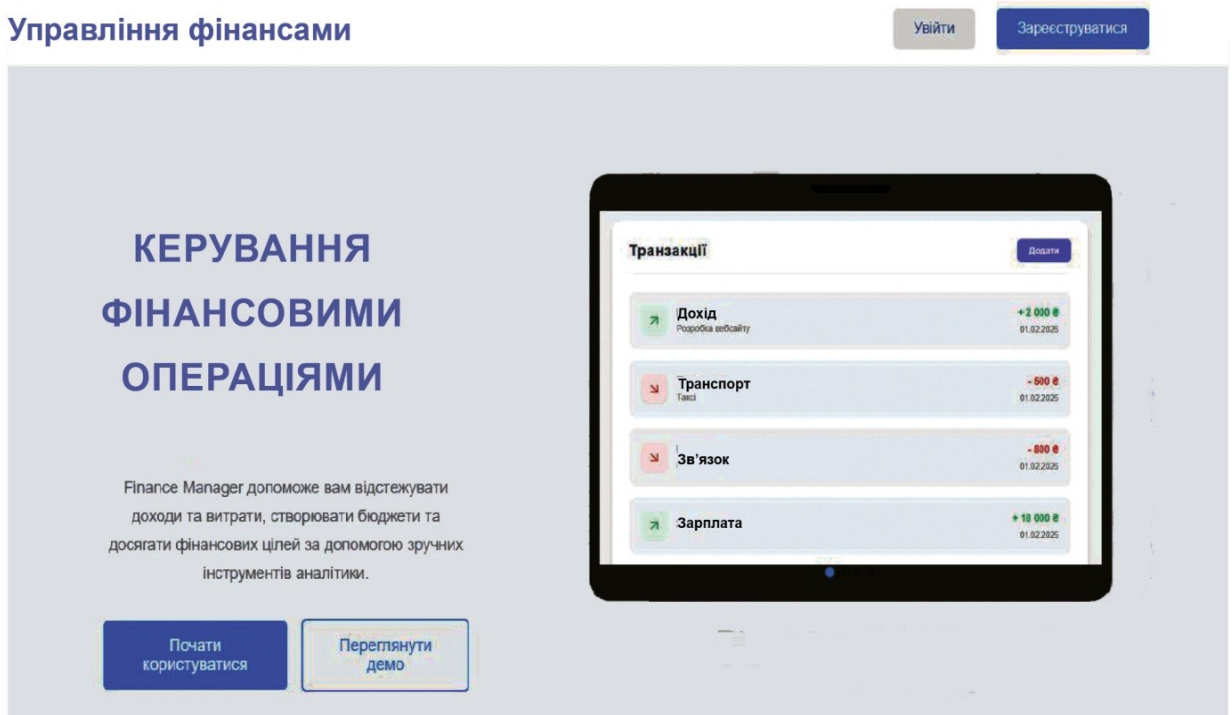 Управління фінансами
Увійти
Зареєструватися
КЕРУВАННЯ
ФІНАНСОВИМИ
ОПЕРАЦІЯМИ
Finance Manager допоможе вам відстежувати
доходи та витрати, створювати бюджети та
досягати фінансових цілей за допомогою зручних
інструментів аналітики.
Почати
користуватися
Переглянути
демо
Транзакції
Додати
Дохід
+2 000 ₴
Розробка вебсайту
01.02.2025
Транспорт
- 500 ₴
Таксі
01.02.2025
Зв’язок
- 800 ₴
01.02.2025
Зарплата
+ 18 000 ₴
01.02.2025